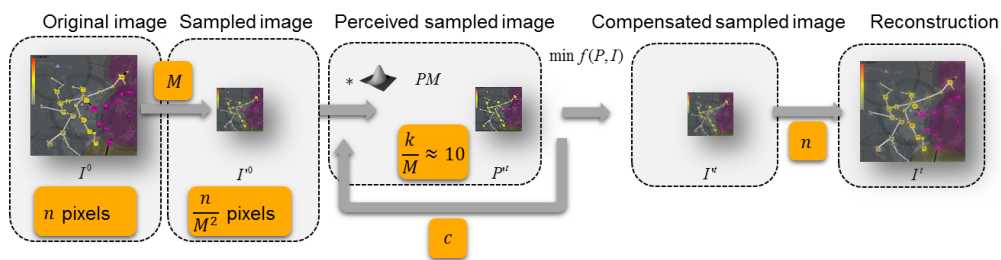 Original image
Sampled image
Perceived sampled image
Compensated sampled image
Reconstruction
M
* PM
min f(P, I)
k/M ≈ 10
n
I⁰
I′⁰
P′ᵗ
I′ᵗ
Iᵗ
n pixels
n/M² pixels
c